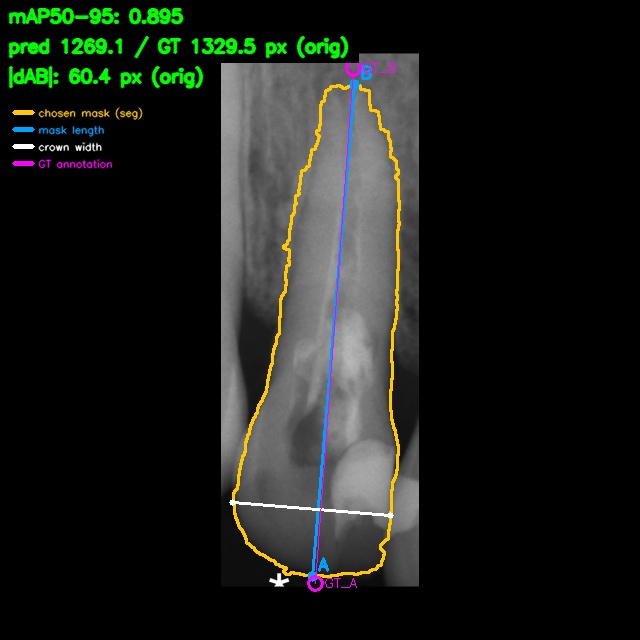 mAP50-95: 0.895
pred 1269.1 / GT 1329.5 px (orig)
|dAB|: 60.4 px (orig)
chosen mask (seg)
mask length
crown width
GT annotation
B
GT_B
A
GT_A